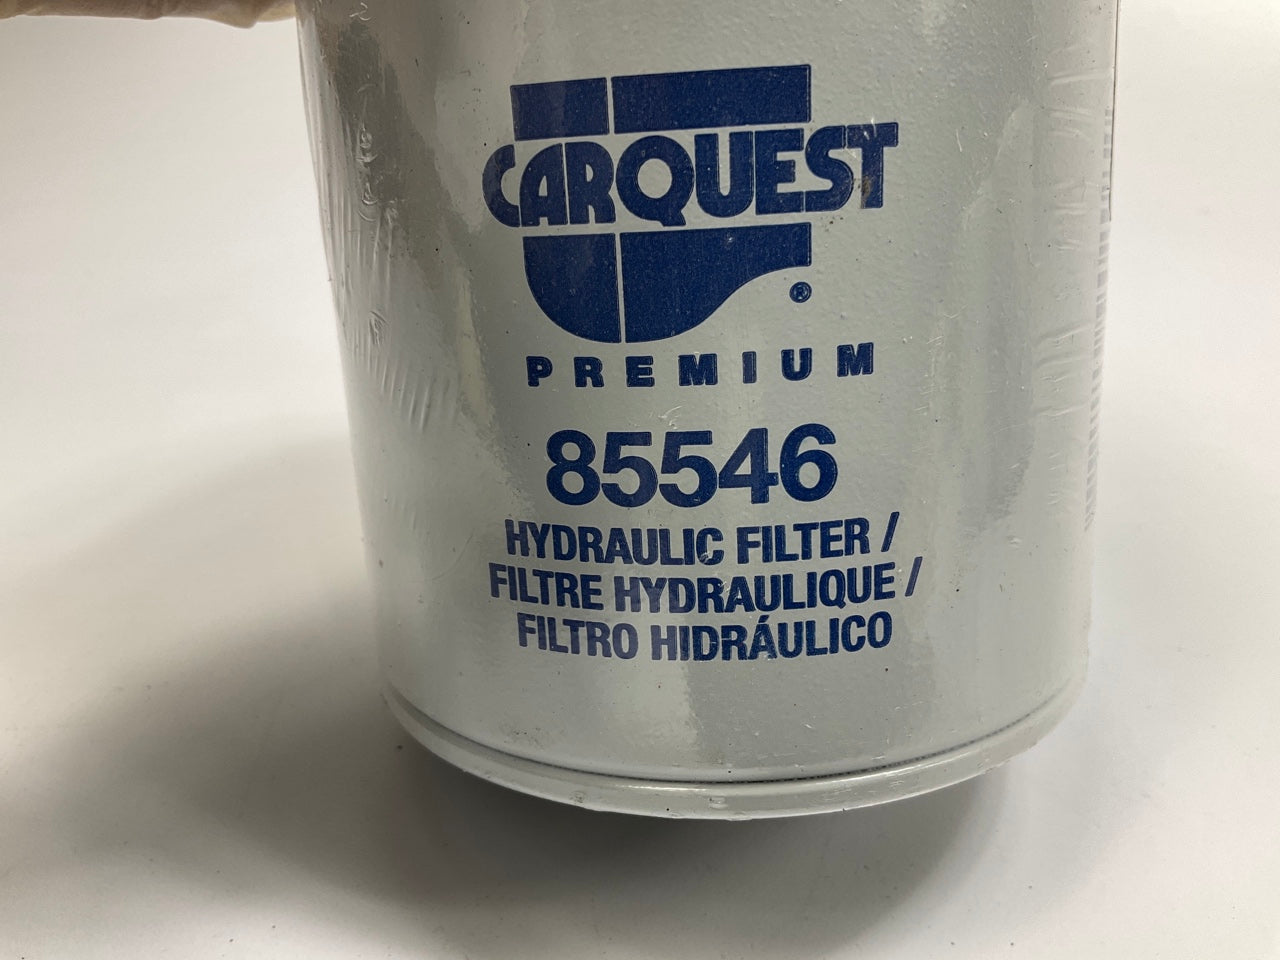 CARQUEST
®
PREMIUM
85546
HYDRAULIC FILTER /
FILTRE HYDRAULIQUE /
FILTRO HIDRÁULICO